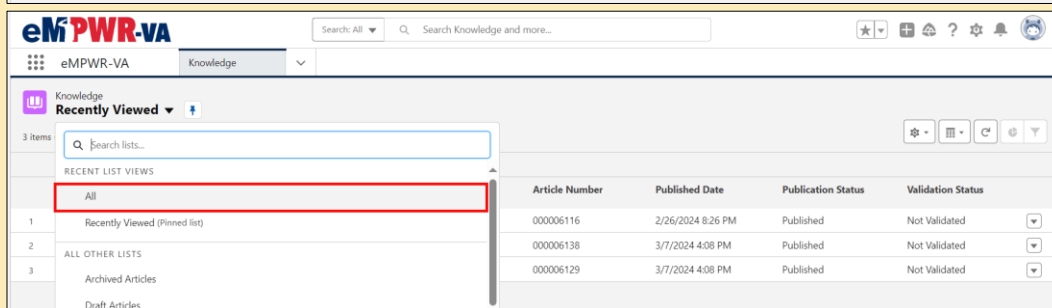 eMPWR-VA
Search: All
Search Knowledge and more...
eMPWR-VA
Knowledge
Knowledge
Recently Viewed
3 items
Search lists...
RECENT LIST VIEWS
All
Recently Viewed (Pinned list)
ALL OTHER LISTS
Archived Articles
Draft Articles
Article Number Published Date Publication Status Validation Status
1 000006116 2/26/2024 8:26 PM Published Not Validated
2 000006138 3/7/2024 4:08 PM Published Not Validated
3 000006129 3/7/2024 4:08 PM Published Not Validated